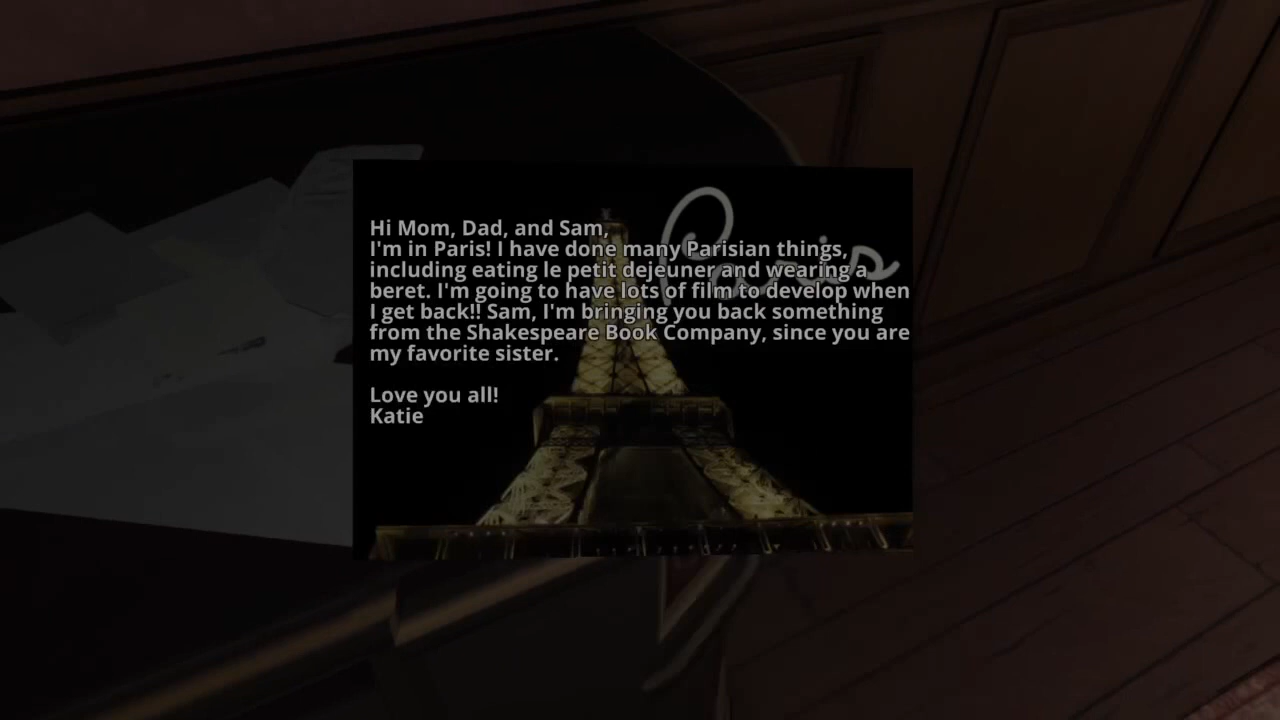 Paris
Hi Mom, Dad, and Sam,
I'm in Paris! I have done many Parisian things,
including eating le petit dejeuner and wearing a
beret. I'm going to have lots of film to develop when
I get back!! Sam, I'm bringing you back something
from the Shakespeare Book Company, since you are
my favorite sister.
Love you all!
Katie